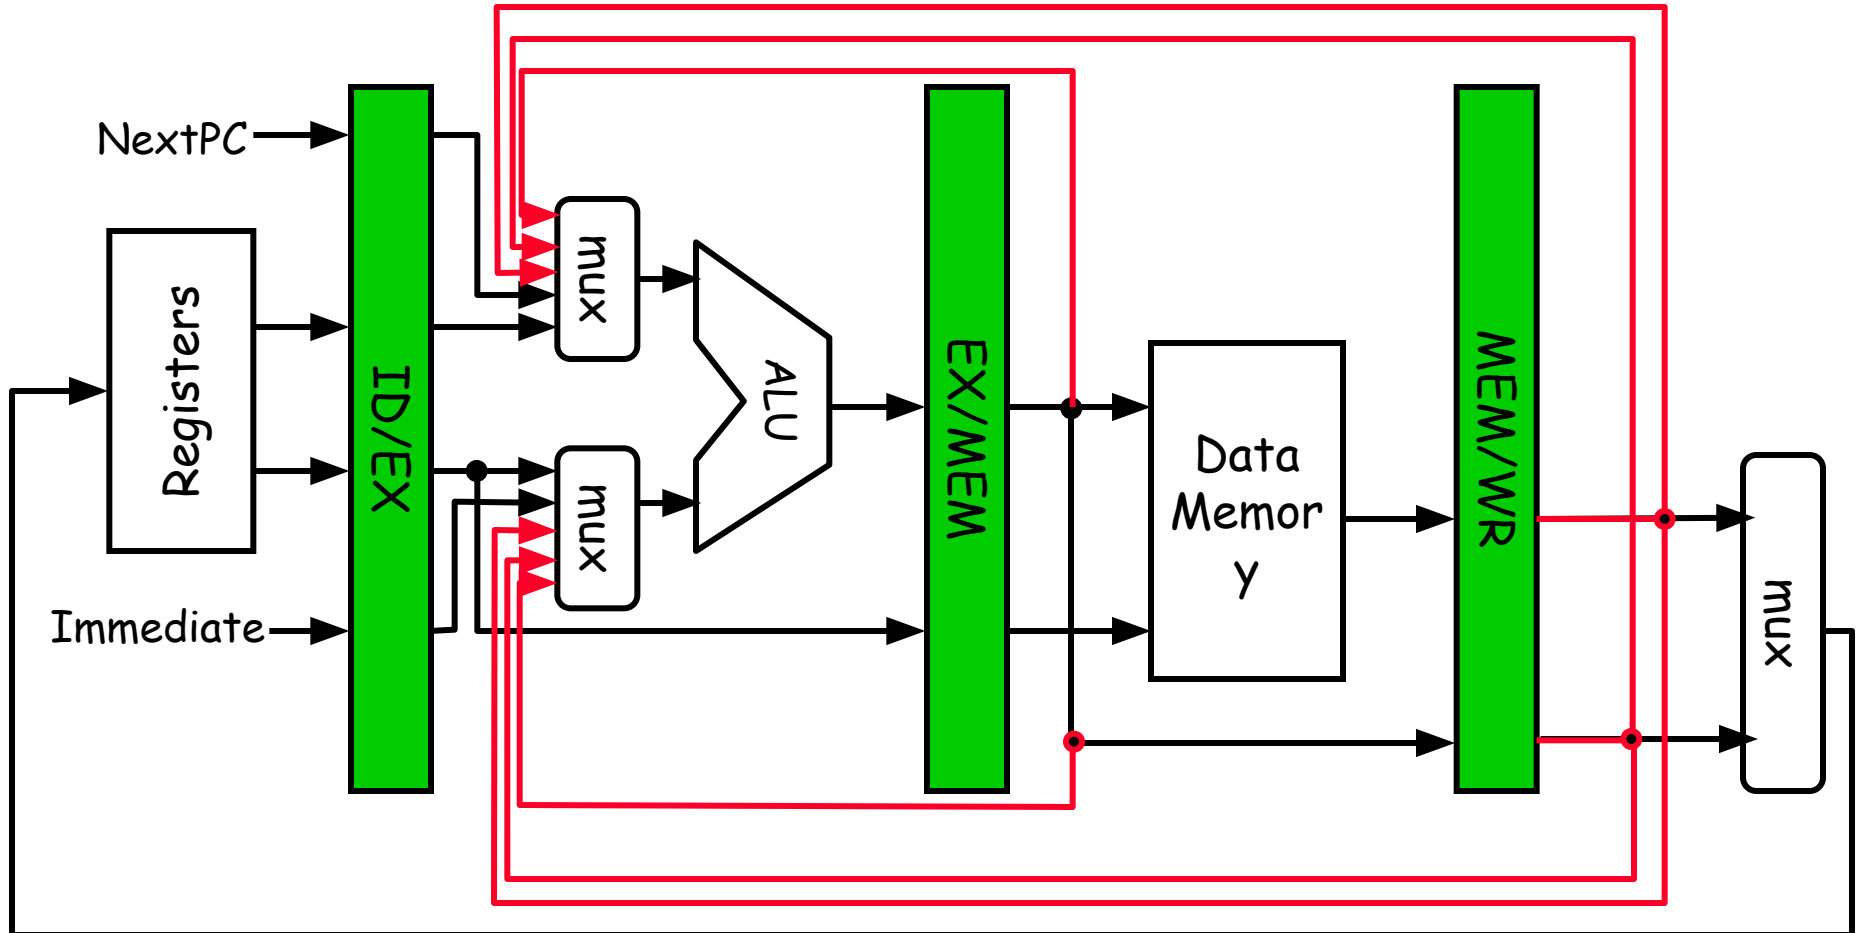 NextPC
Registers
Immediate
ID/EX
mux
mux
ALU
EX/MEM
Data
Memor
y
MEM/WR
mux